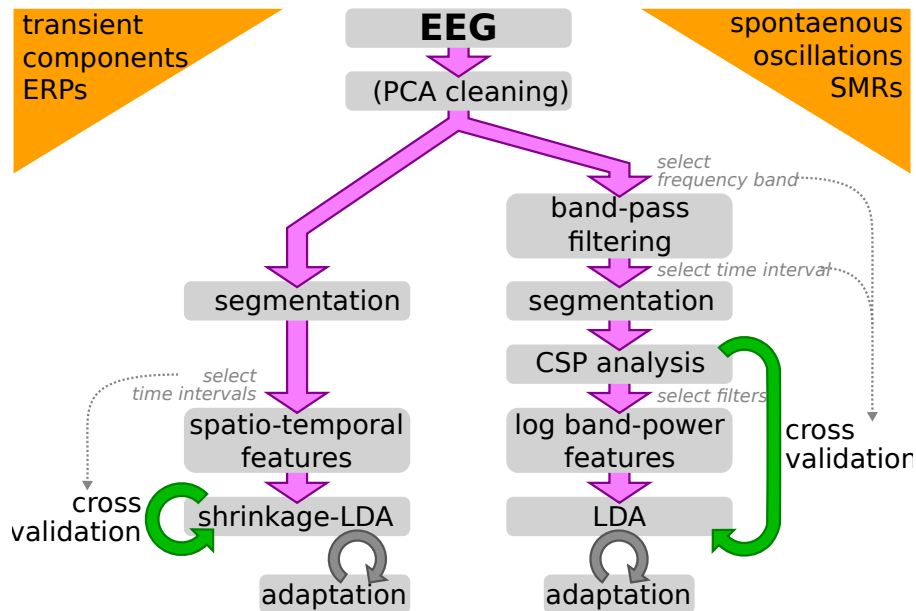 transient
components
ERPs
EEG
(PCA cleaning)
spontaenous
oscillations
SMRs
select
frequency band
band-pass
filtering
select time interval
segmentation
segmentation
CSP analysis
select
time intervals
select filters
spatio-temporal
features
log band-power
features
cross
validation
cross
validation
shrinkage-LDA
LDA
adaptation
adaptation